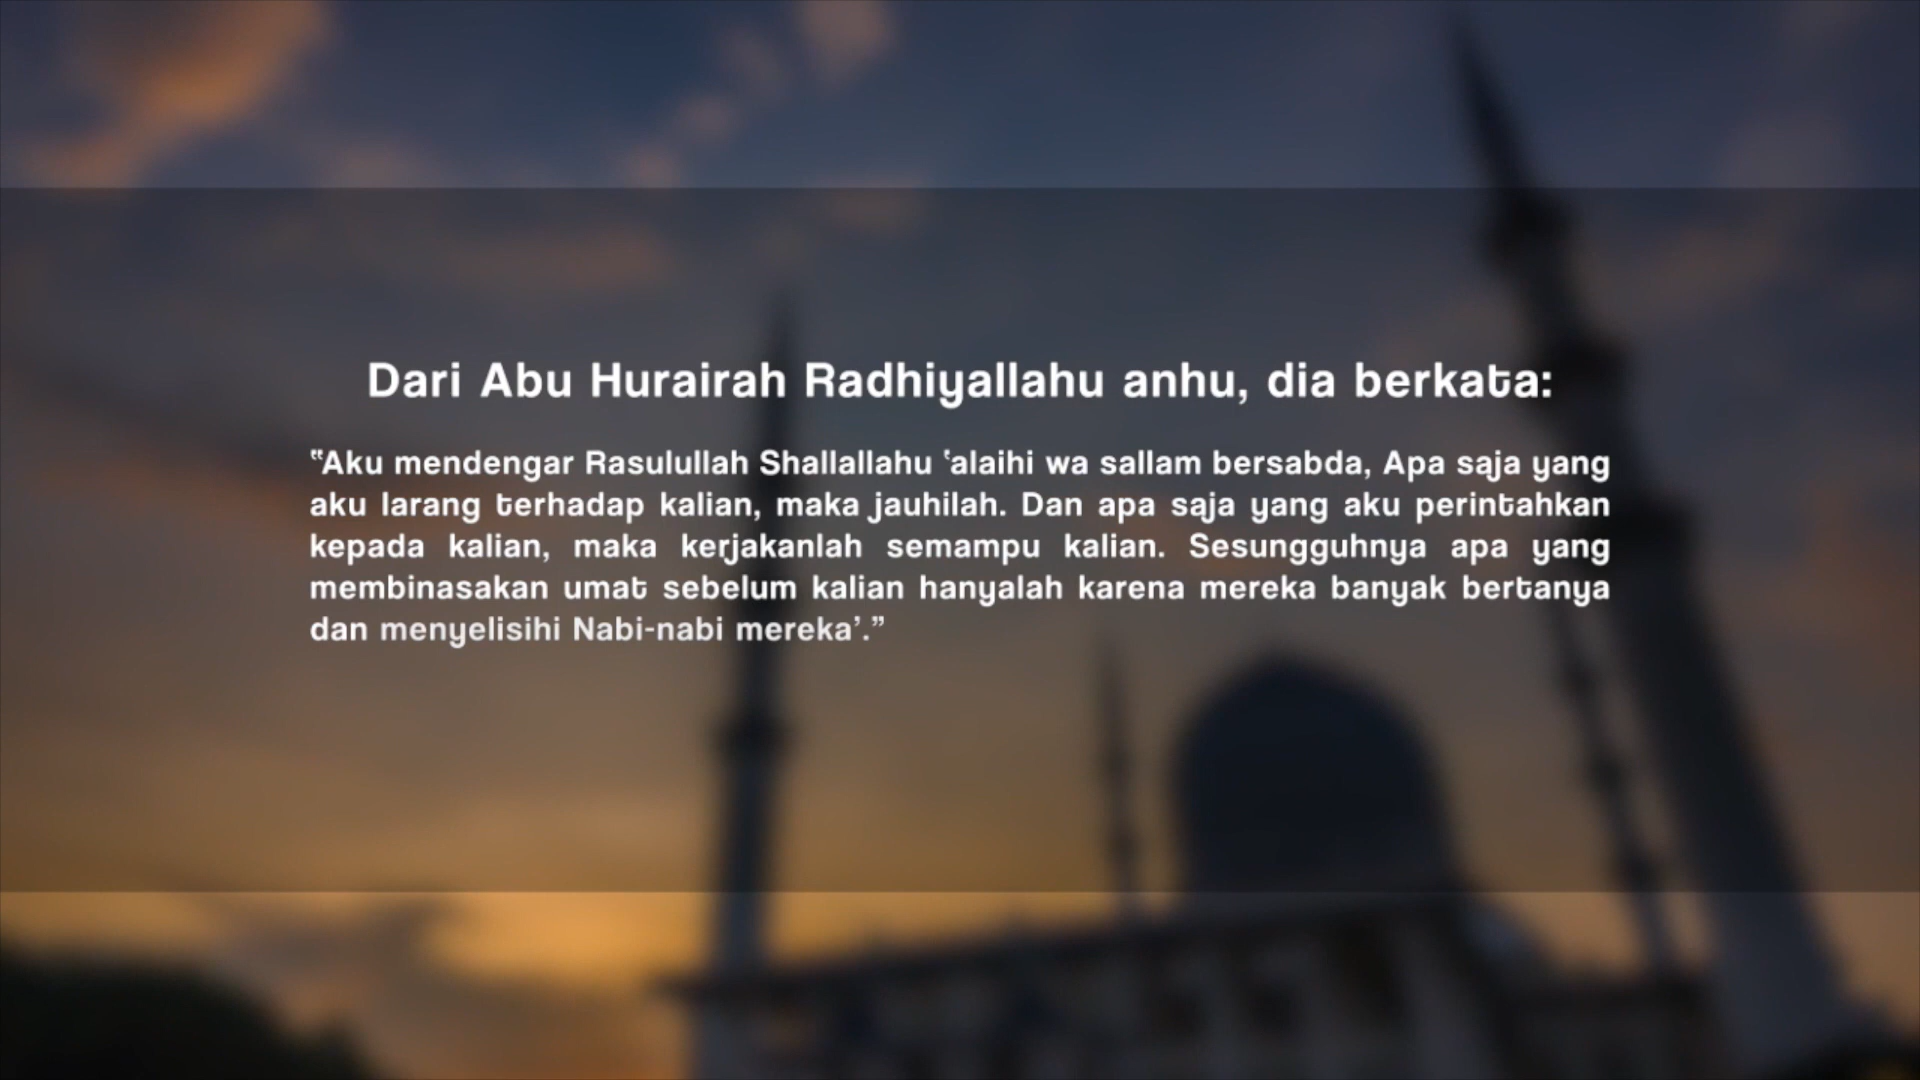 Dari Abu Hurairah Radhiyallahu anhu, dia berkata:
“Aku mendengar Rasulullah Shallallahu ‘alaihi wa sallam bersabda, Apa saja yang
aku larang terhadap kalian, maka jauhilah. Dan apa saja yang aku perintahkan
kepada kalian, maka kerjakanlah semampu kalian. Sesungguhnya apa yang
membinasakan umat sebelum kalian hanyalah karena mereka banyak bertanya
dan menyelisihi Nabi-nabi mereka’.”